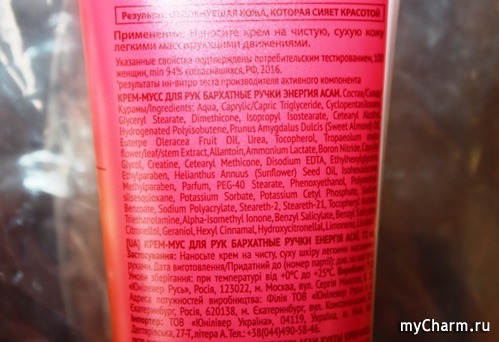 Результат: отдохнувшая кожа, которая сияет красотой
Применение: Наносите крем на чистую, сухую кожу
легкими массирующими движениями.
Указанные свойства подтверждены потребительским тестированием, 100
женщин, min 94% согласившихся, РФ, 2016.
*результаты ин-витро теста производителя активного компонента
КРЕМ-МУСС ДЛЯ РУК БАРХАТНЫЕ РУЧКИ ЭНЕРГИЯ АСАИ. Состав/Склад/
Құрамы/Ingredients: Aqua, Caprylic/Capric Triglyceride, Cyclopentasiloxane,
Glyceryl Stearate, Dimethicone, Isopropyl Isostearate, Cetearyl Alcohol,
Hydrogenated Polyisobutene, Prunus Amygdalus Dulcis (Sweet Almond) Oil,
Euterpe Oleracea Fruit Oil, Urea, Tocopherol, Tropaeolum
flower/leaf/stem Extract, Allantoin, Ammonium Lactate, Boron Nitride, Caprylyl
Glycol, Creatine, Cetearyl Methicone, Disodium EDTA, Ethylhexylglycerin,
Ethylparaben, Helianthus Annuus (Sunflower) Seed Oil,
Methylparaben, Parfum, PEG-40 Stearate, Phenoxyethanol,
silsesquioxane, Potassium Cetyl Phosphate,
Benzoate, Sodium Polyacrylate, Steareth-2, Steareth-21, Tocopheryl
Triethanolamine, Alpha-Isomethyl Ionone, Benzyl Salicylate, Benzyl
Citronellol, Geraniol, Hexyl Cinnamal, Hydroxycitronellal, Limonene,
[UA] КРЕМ-МУС ДЛЯ РУК БАРХАТНЫЕ РУЧКИ ЕНЕРГІЯ АСАЇ,
Застосування: Наносьте крем на чисту, суху шкіру легкими
рухами. Дата виготовлення/Придатний до (номер партії):
Зберігання: при температурі від +0°C до +25°C. Виробник:
«Юнілевер Русь», Росія, 123022, м. Москва, вул. Сергія
Адреса потужностей виробництва: Філія ТОВ «Юнілевер Русь»
м. Екатеринбург, Росія, 620028, м. Екатеринбург, вул.
Імпортер: ТОВ «Юнілевер Україна», 04119, Україна, м. Київ,
Дегтярівська, 27-Т, літера А. Тел.: +38(044)490-58-46.
myCharm.ru